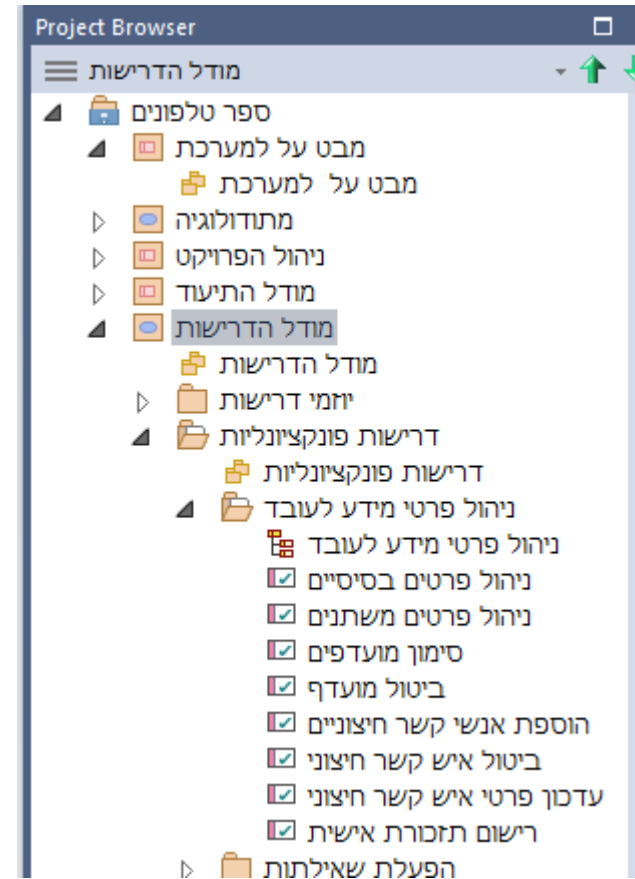 Project Browser
מודל הדרישות
ספר טלפונים
מבט על למערכת
מבט על למערכת
מתודולוגיה
ניהול הפרויקט
מודל התיעוד
מודל הדרישות
מודל הדרישות
יוזמי דרישות
דרישות פונקציונליות
דרישות פונקציונליות
ניהול פרטי מידע לעובד
ניהול פרטי מידע לעובד
ניהול פרטים בסיסיים
ניהול פרטים משתנים
סימון מועדפים
ביטול מועדף
הוספת אנשי קשר חיצוניים
ביטול איש קשר חיצוני
עדכון פרטי איש קשר חיצוני
רישום תזכורת אישית
הפעלת שאילתות